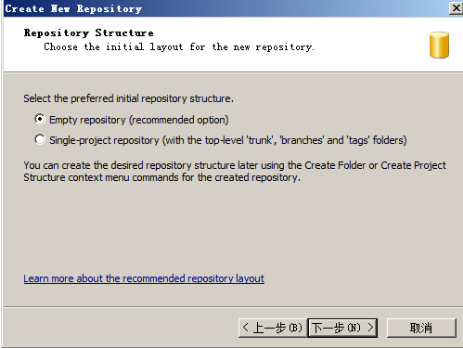 Create New Repository
Repository Structure
Choose the initial layout for the new repository.
Select the preferred initial repository structure.
Empty repository (recommended option)
Single-project repository (with the top-level 'trunk', 'branches' and 'tags' folders)
You can create the desired repository structure later using the Create Folder or Create Project
Structure context menu commands for the created repository.
Learn more about the recommended repository layout
< 上一步(B) 下一步(N) > 取消